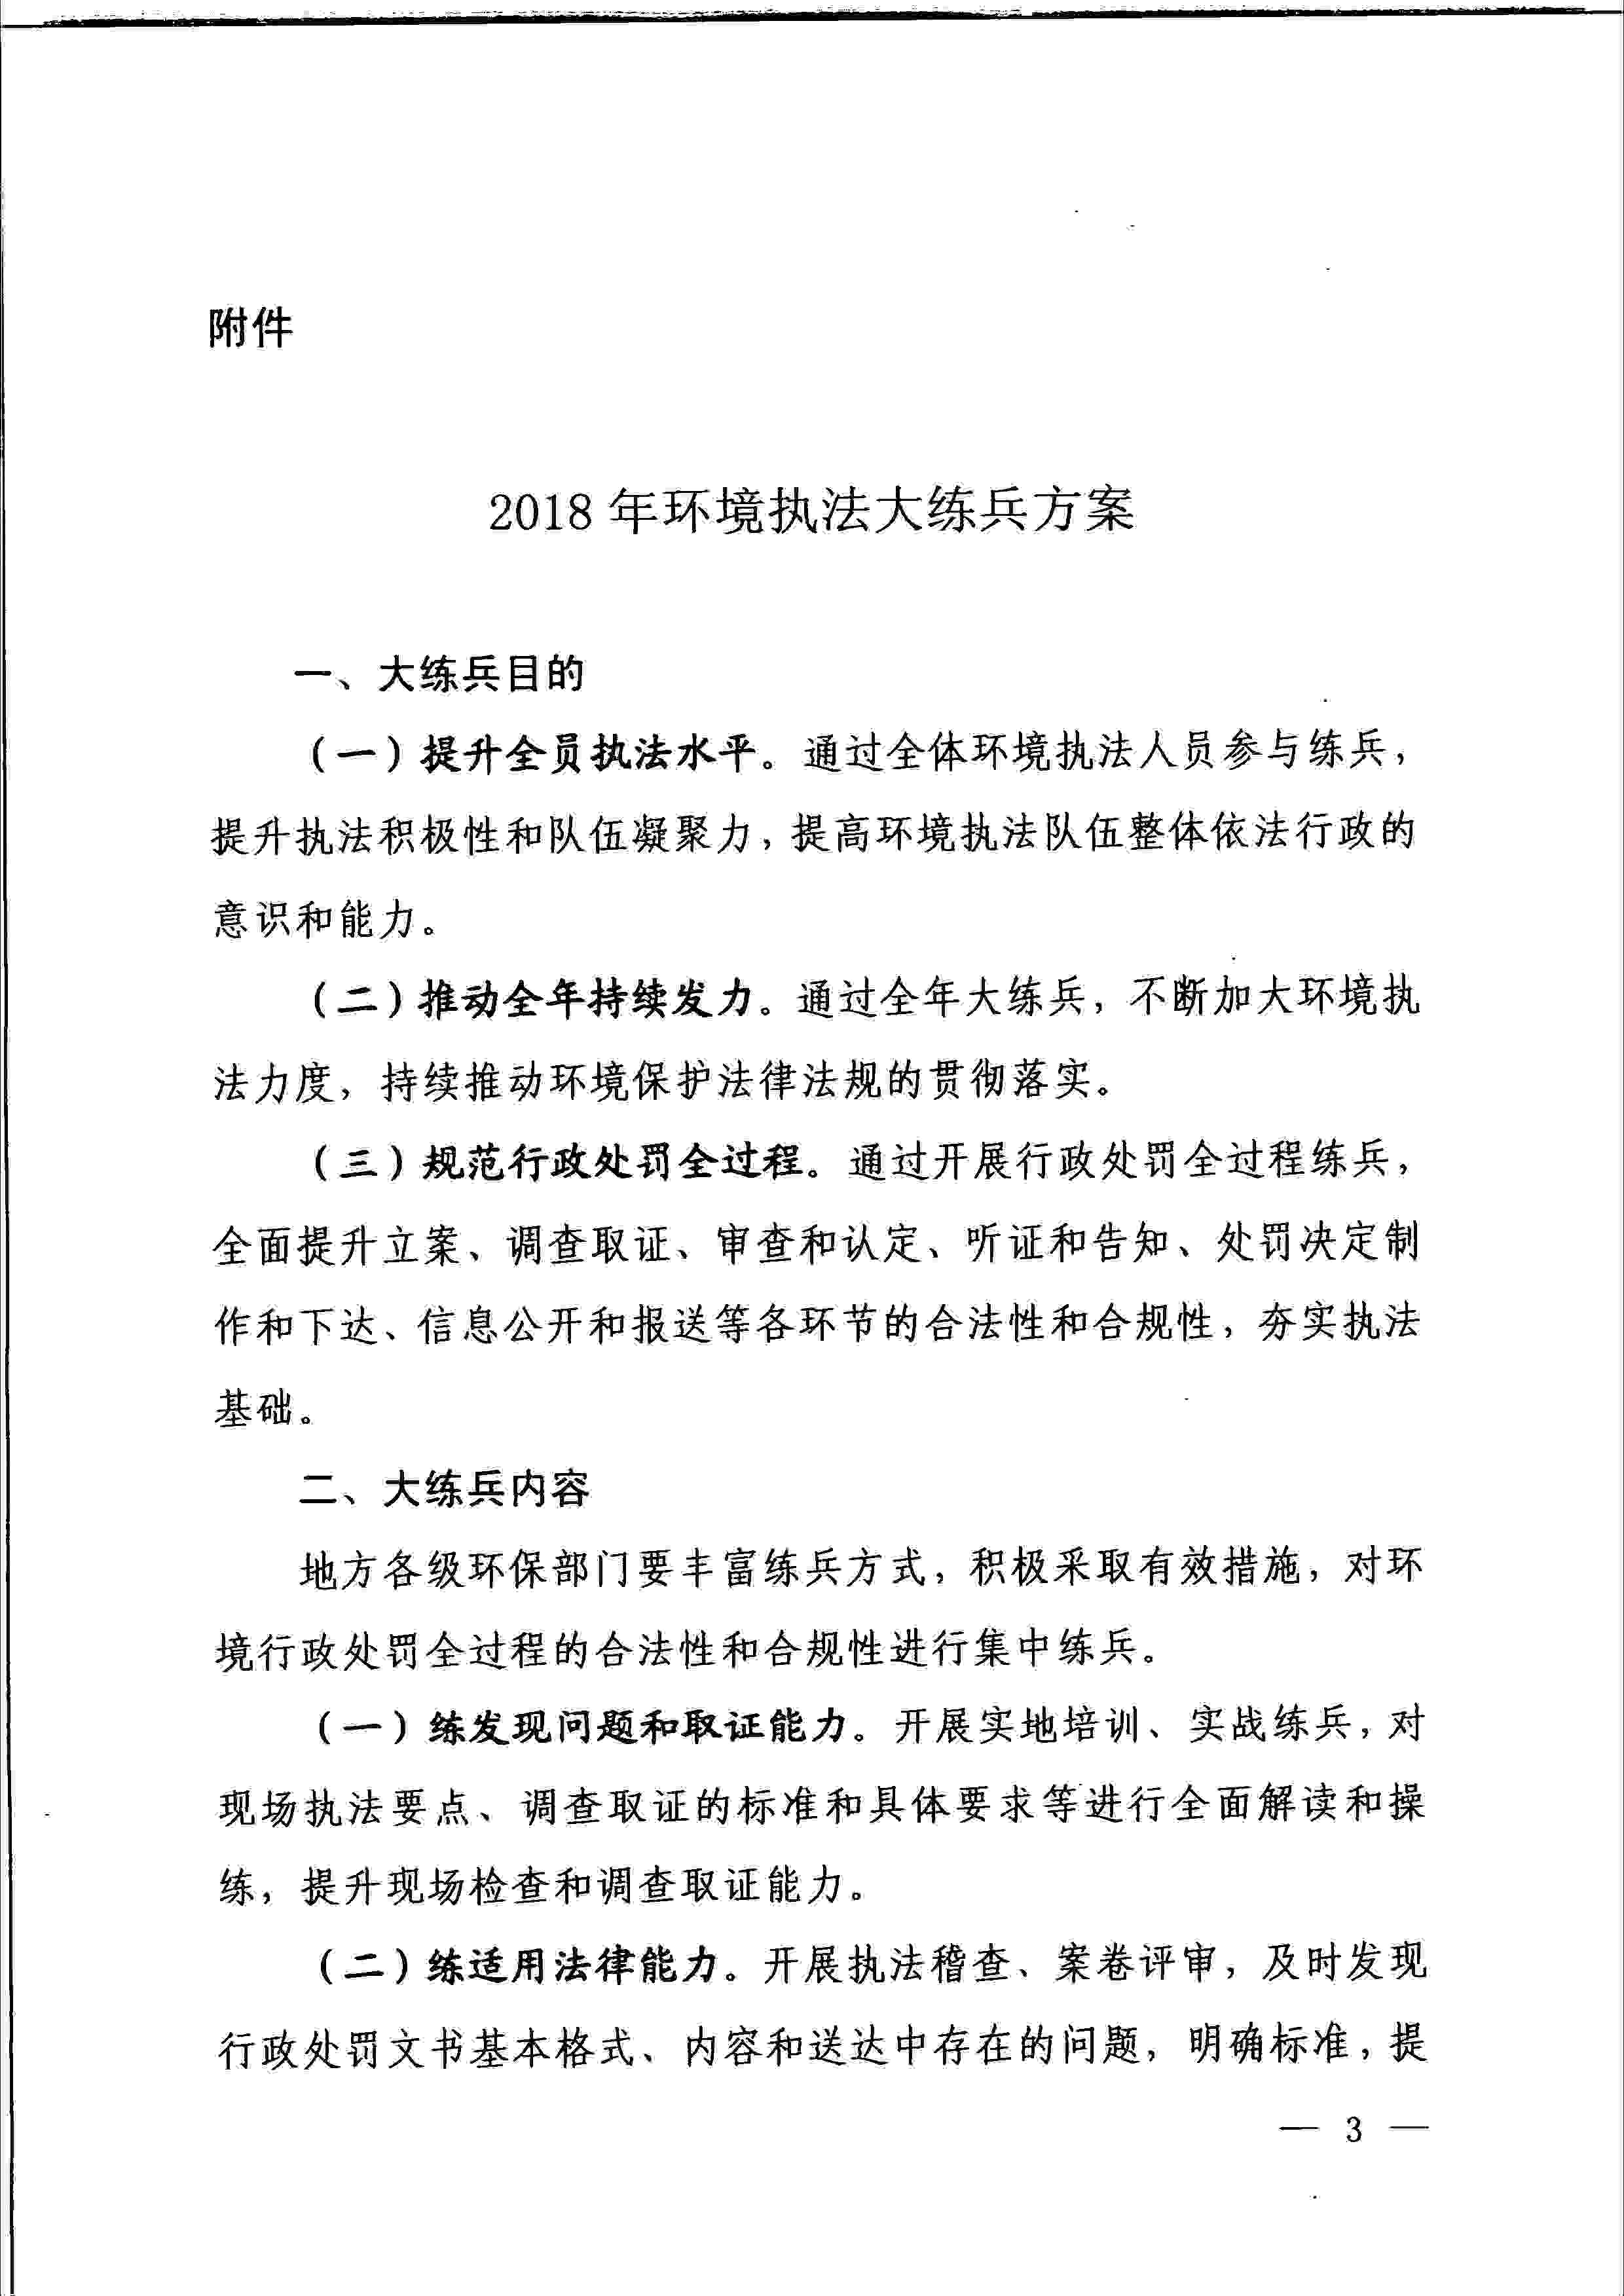 附件
2018 年环境执法大练兵方案
一、大练兵目的
（一）提升全员执法水平。通过全体环境执法人员参与练兵，
提升执法积极性和队伍凝聚力，提高环境执法队伍整体依法行政的
意识和能力。
（二）推动全年持续发力。通过全年大练兵，不断加大环境执
法力度，持续推动环境保护法律法规的贯彻落实。
（三）规范行政处罚全过程。通过开展行政处罚全过程练兵，
全面提升立案、调查取证、审查和认定、听证和告知、处罚决定制
作和下达、信息公开和报送等各环节的合法性和合规性，夯实执法
基础。
二、大练兵内容
地方各级环保部门要丰富练兵方式，积极采取有效措施，对环
境行政处罚全过程的合法性和合规性进行集中练兵。
（一）练发现问题和取证能力。开展实地培训、实战练兵，对
现场执法要点、调查取证的标准和具体要求等进行全面解读和操
练，提升现场检查和调查取证能力。
（二）练适用法律能力。开展执法稽查、案卷评审，及时发现
行政处罚文书基本格式、内容和送达中存在的问题，明确标准，提
— 3 —